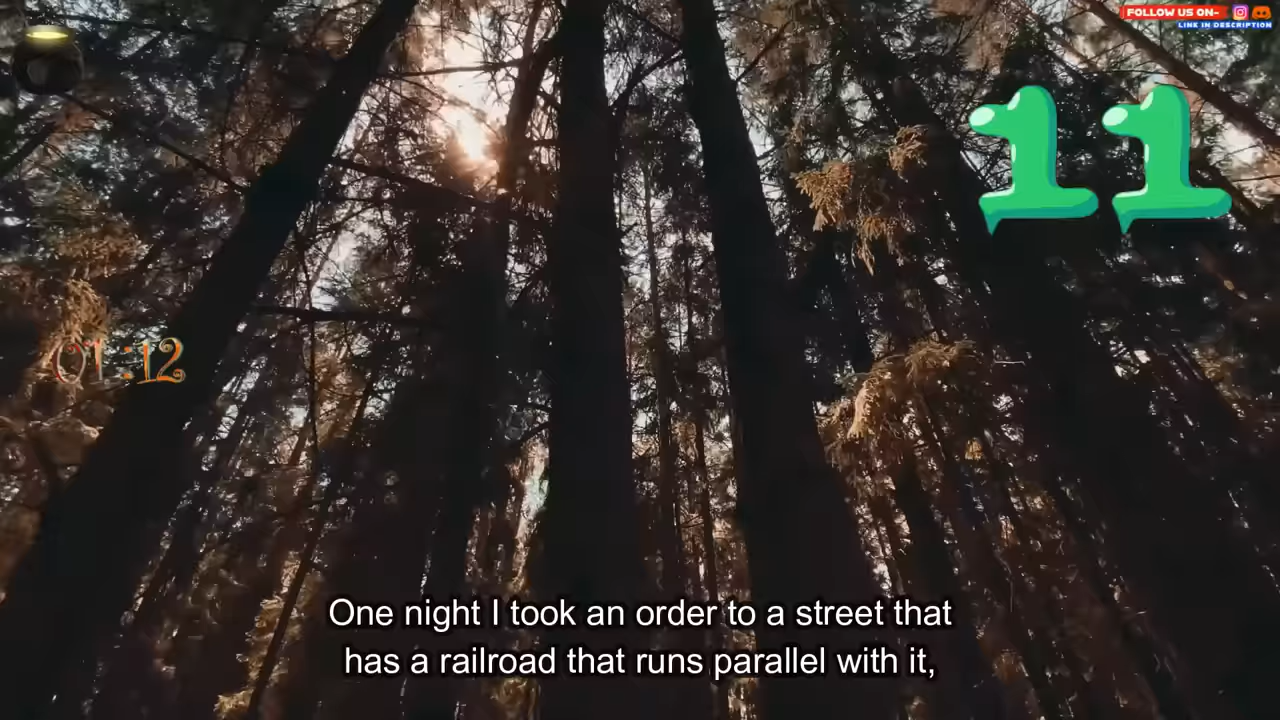 FOLLOW US ON-
LINK IN DESCRIPTION
11
01:12
One night I took an order to a street that
has a railroad that runs parallel with it,